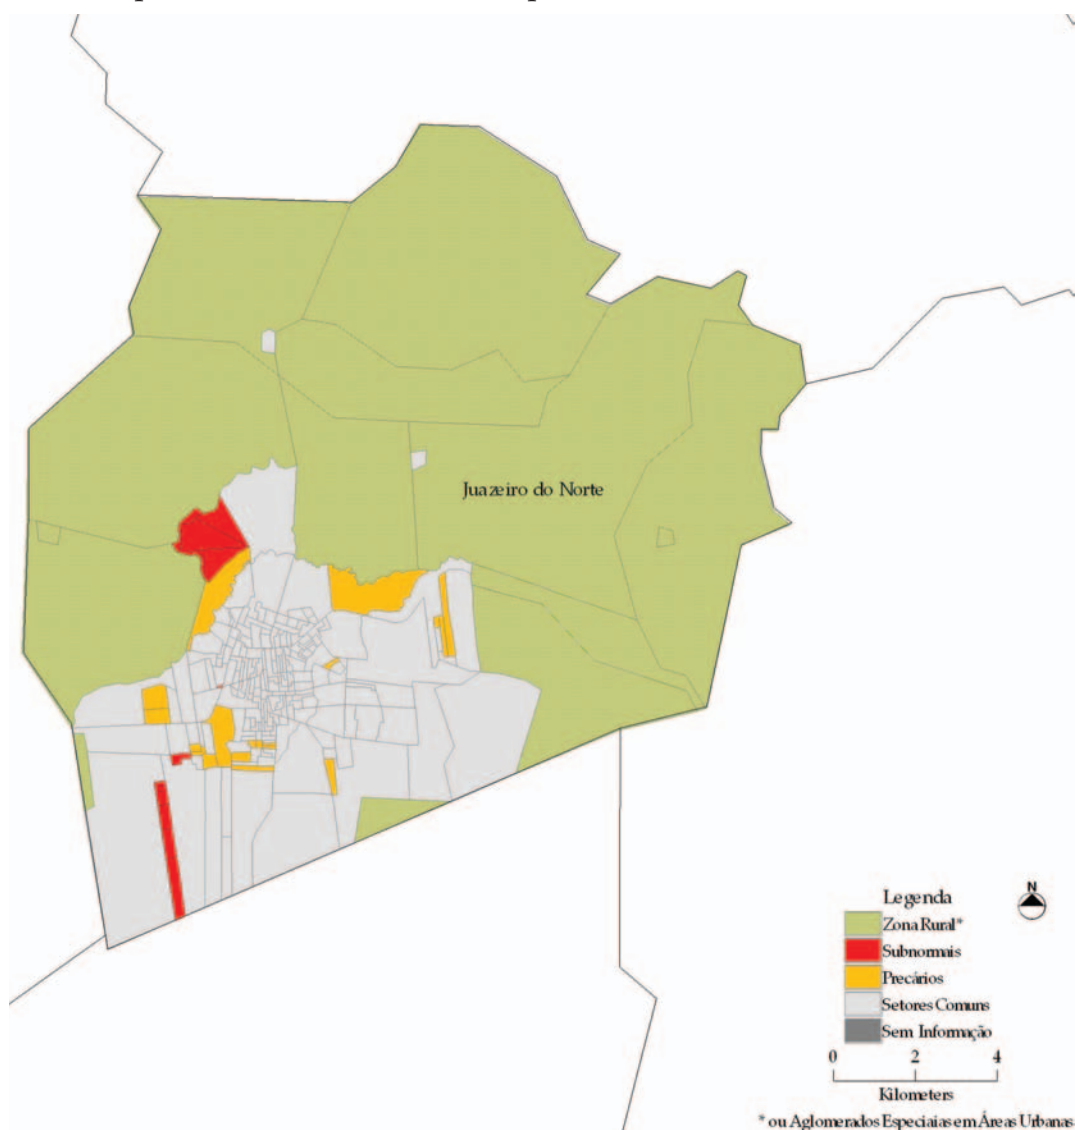 Juazeiro do Norte
N
Legenda
Zona Rural*
Subnormais
Precários
Setores Comuns
Sem Informação
0 2 4
Kilometers
* ou Aglomerados Especiaias em Áreas Urbanas